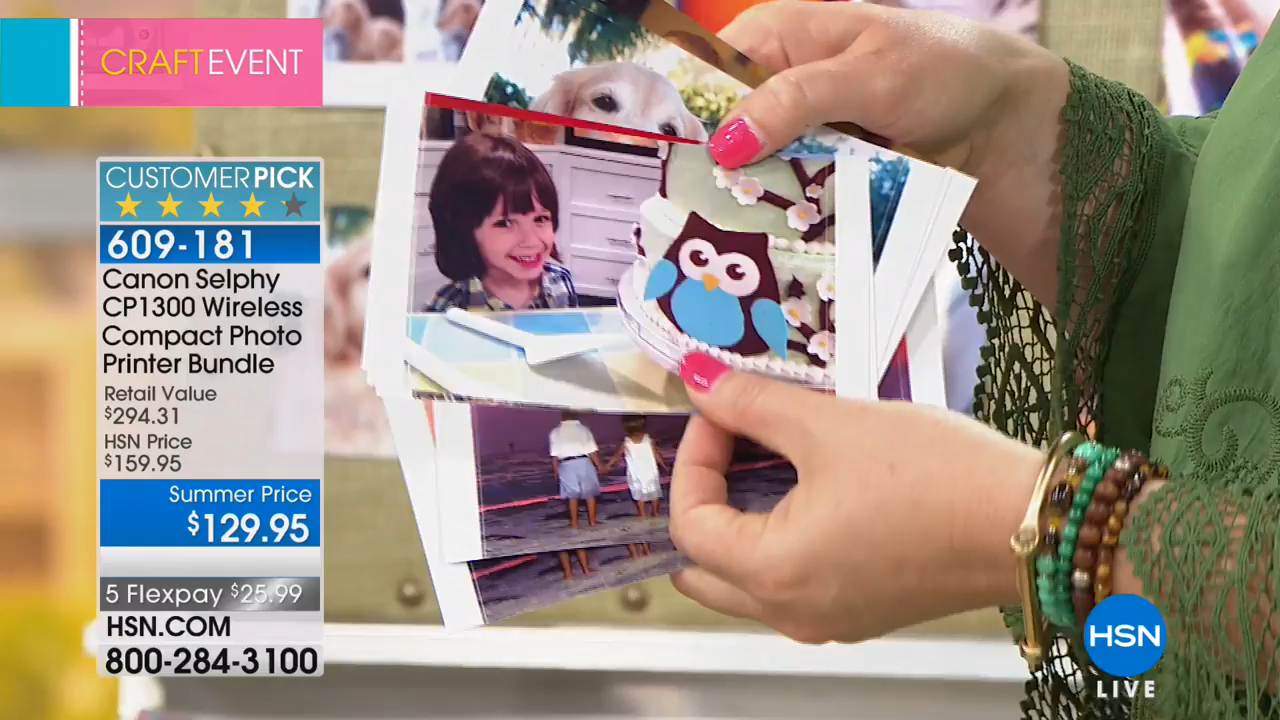 CRAFT EVENT
CUSTOMER PICK
609-181
Canon Selphy
CP1300 Wireless
Compact Photo
Printer Bundle
Retail Value
$294.31
HSN Price
$159.95
Summer Price
$129.95
5 Flexpay $25.99
HSN.COM
800-284-3100
HSN
LIVE